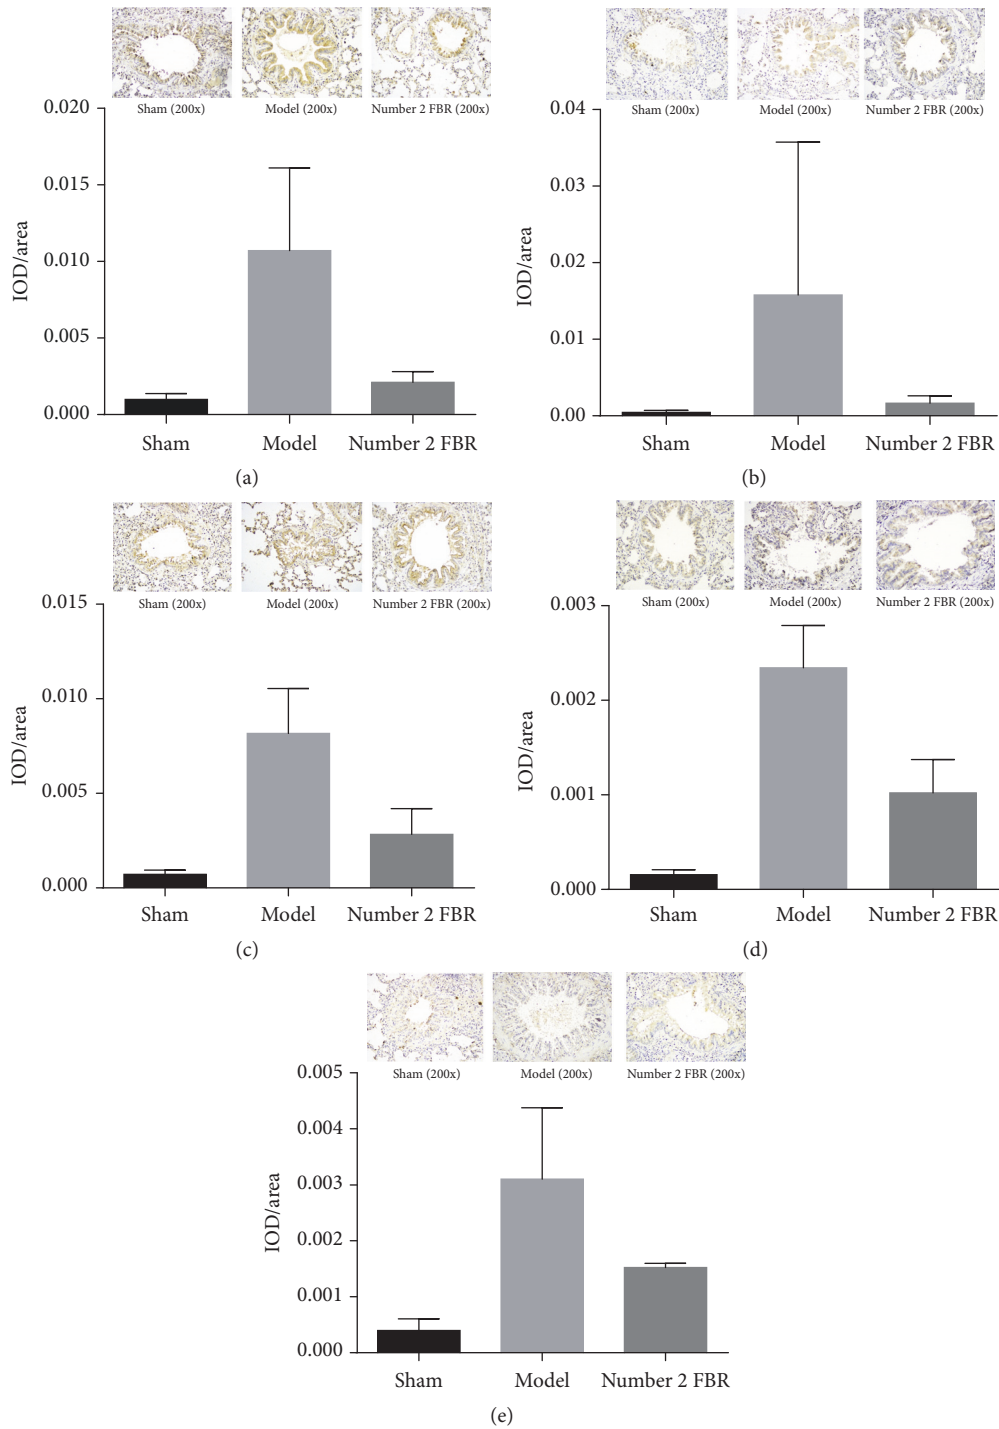 Sham (200x) Model (200x) Number 2 FBR (200x)
0.020
0.015
0.010
0.005
0.000
IOD/area
Sham Model Number 2 FBR
(a)
Sham (200x) Model (200x) Number 2 FBR (200x)
0.04
0.03
0.02
0.01
0.00
IOD/area
Sham Model Number 2 FBR
(b)
Sham (200x) Model (200x) Number 2 FBR (200x)
0.015
0.010
0.005
0.000
IOD/area
Sham Model Number 2 FBR
(c)
Sham (200x) Model (200x) Number 2 FBR (200x)
0.003
0.002
0.001
0.000
IOD/area
Sham Model Number 2 FBR
(d)
Sham (200x) Model (200x) Number 2 FBR (200x)
0.005
0.004
0.003
0.002
0.001
0.000
IOD/area
Sham Model Number 2 FBR
(e)